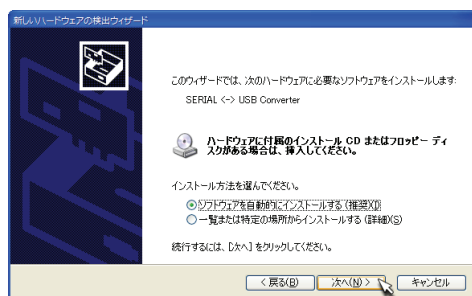 新しいハードウェアの検出ウィザード
このウィザードでは、次のハードウェアに必要なソフトウェアをインストールします:
SERIAL <-> USB Converter
ハードウェアに付属のインストール CD またはフロッピー ディ
スクがある場合は、挿入してください。
インストール方法を選んでください。
ソフトウェアを自動的にインストールする (推奨)(I)
一覧または特定の場所からインストールする (詳細)(S)
続行するには、[次へ] をクリックしてください。
< 戻る(B)
次へ(N) >
キャンセル